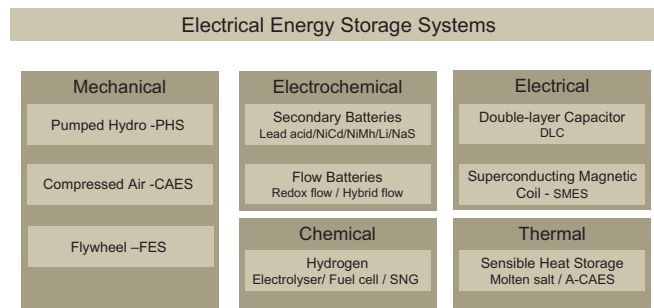 Electrical Energy Storage Systems
Mechanical
Pumped Hydro -PHS
Compressed Air -CAES
Flywheel –FES
Electrochemical
Secondary Batteries
Lead acid/NiCd/NiMh/Li/NaS
Flow Batteries
Redox flow / Hybrid flow
Chemical
Hydrogen
Electrolyser/ Fuel cell / SNG
Electrical
Double-layer Capacitor
DLC
Superconducting Magnetic
Coil - SMES
Thermal
Sensible Heat Storage
Molten salt / A-CAES